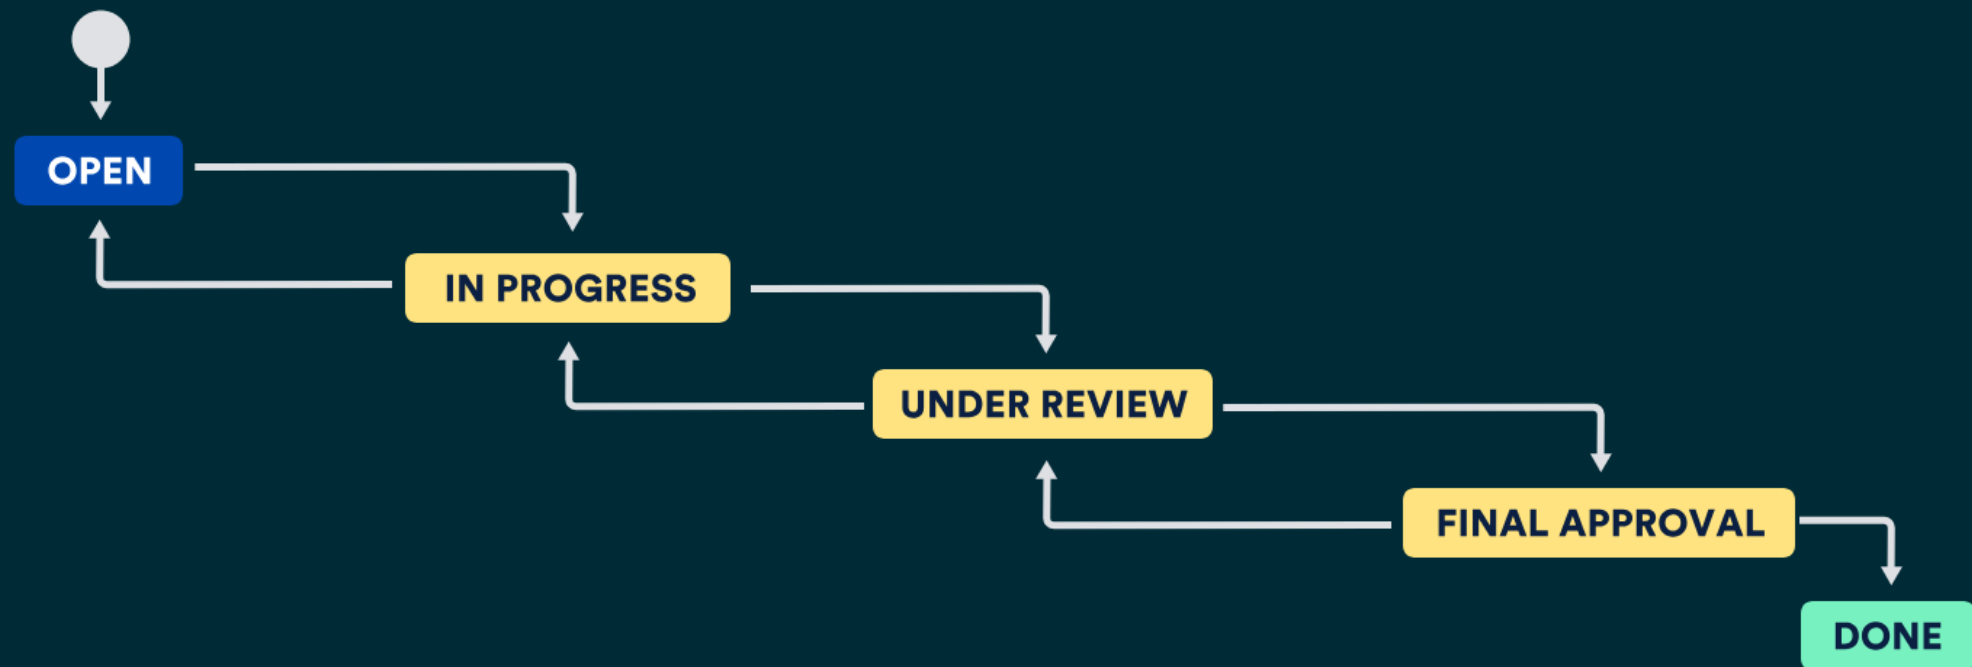 OPEN
IN PROGRESS
UNDER REVIEW
FINAL APPROVAL
DONE